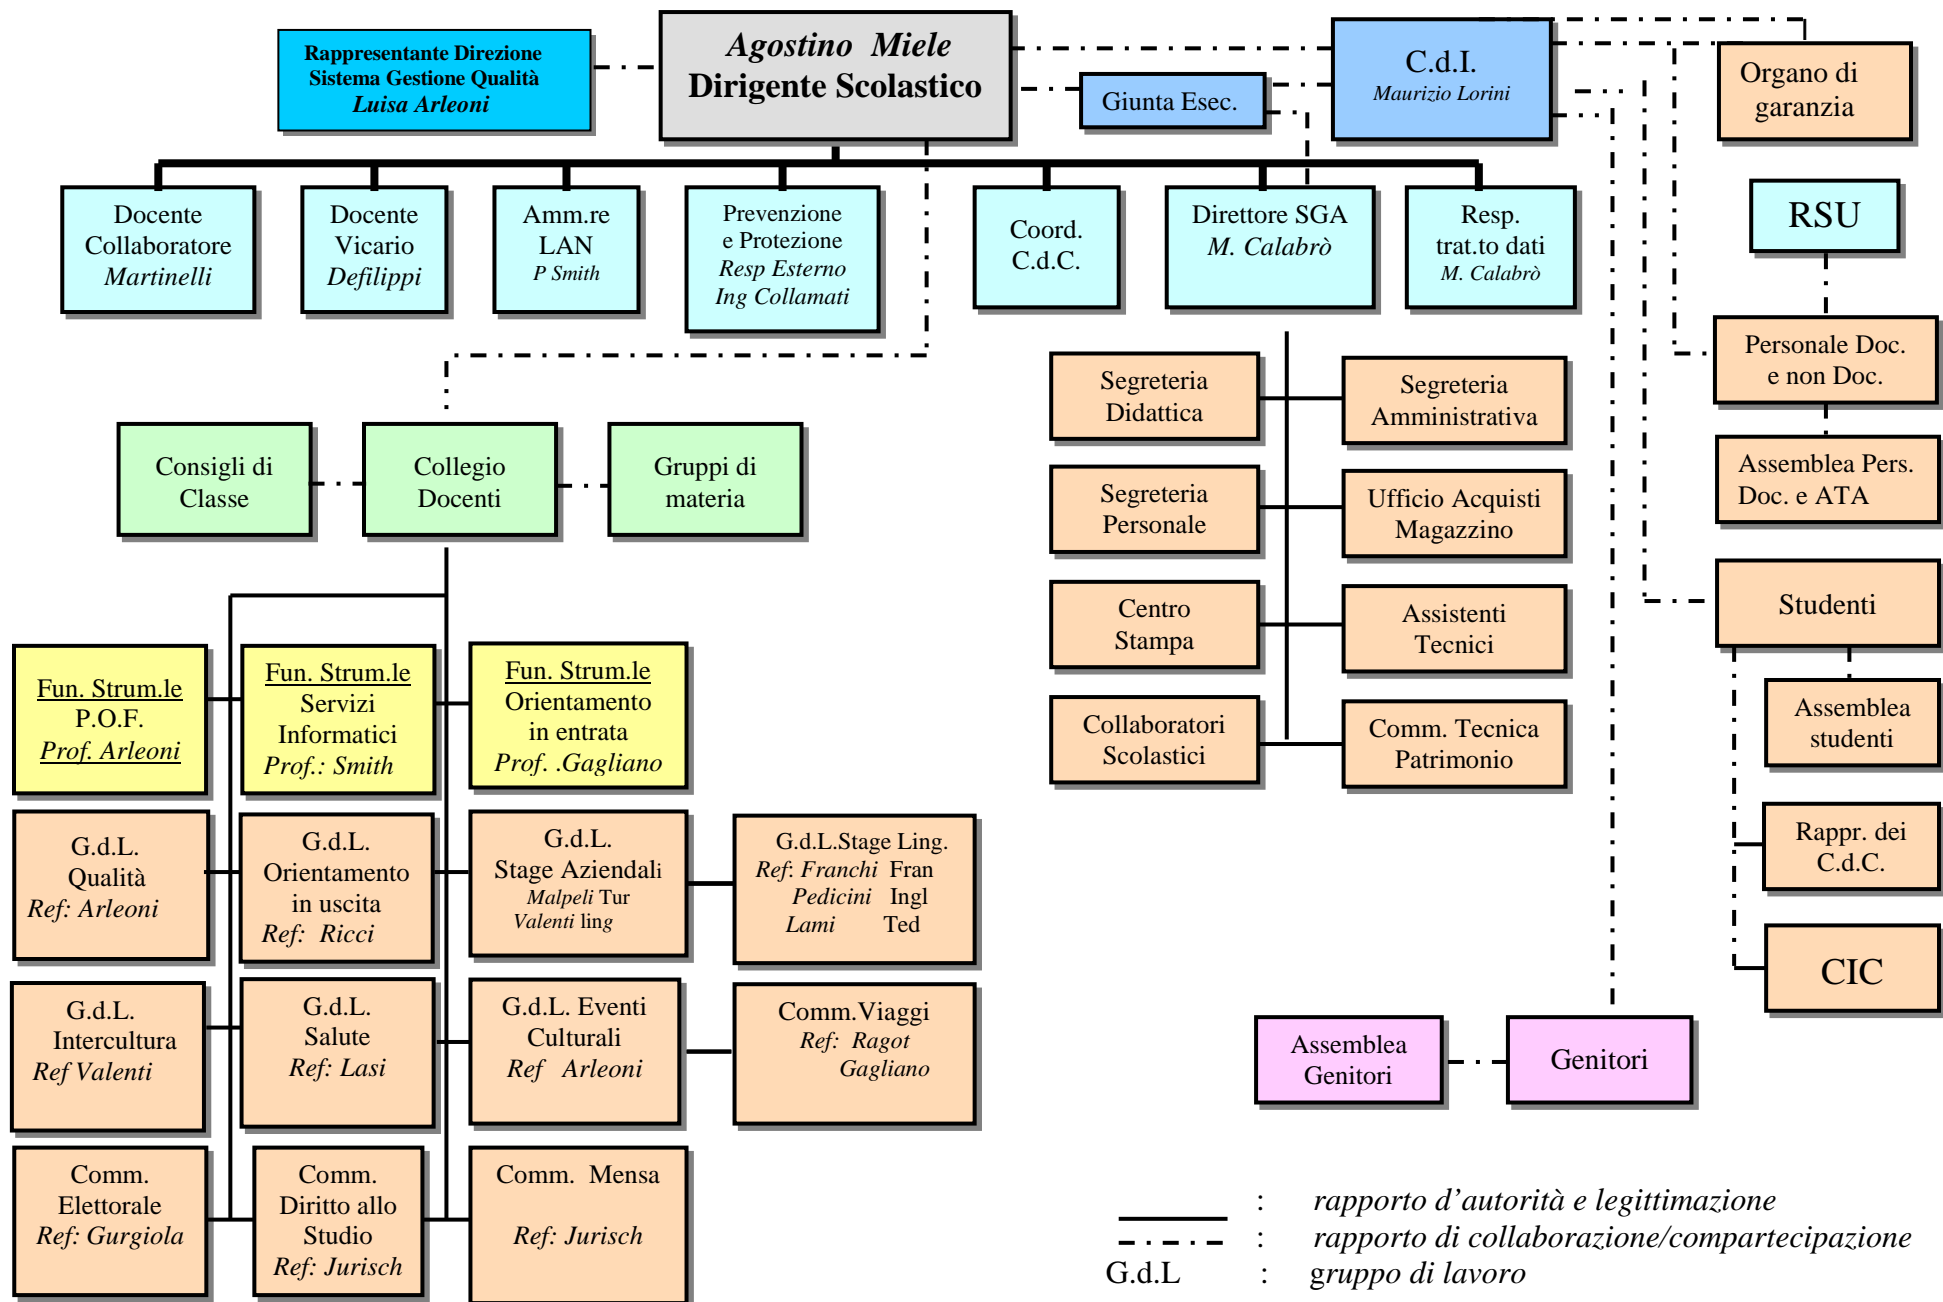 Rappresentante Direzione
Sistema Gestione Qualità
Luisa Arleoni
Agostino Miele
Dirigente Scolastico
Giunta Esec.
C.d.I.
Maurizio Lorini
Organo di
garanzia
Docente
Collaboratore
Martinelli
Docente
Vicario
Defilippi
Amm.re
LAN
P Smith
Prevenzione
e Protezione
Resp Esterno
Ing Collamati
Coord.
C.d.C.
Direttore SGA
M. Calabrò
Resp.
trat.to dati
M. Calabrò
RSU
Personale Doc.
e non Doc.
Assemblea Pers.
Doc. e ATA
Studenti
Assemblea
studenti
Rappr. dei
C.d.C.
CIC
Segreteria
Didattica
Segreteria
Amministrativa
Segreteria
Personale
Ufficio Acquisti
Magazzino
Centro
Stampa
Assistenti
Tecnici
Collaboratori
Scolastici
Comm. Tecnica
Patrimonio
Consigli di
Classe
Collegio
Docenti
Gruppi di
materia
Fun. Strum.le
P.O.F.
Prof. Arleoni
Fun. Strum.le
Servizi
Informatici
Prof.: Smith
Fun. Strum.le
Orientamento
in entrata
Prof. .Gagliano
G.d.L.
Qualità
Ref: Arleoni
G.d.L.
Orientamento
in uscita
Ref: Ricci
G.d.L.
Stage Aziendali
Malpeli Tur
Valenti ling
G.d.L.Stage Ling.
Ref: Franchi Fran
Pedicini Ingl
Lami Ted
G.d.L.
Intercultura
Ref Valenti
G.d.L.
Salute
Ref: Lasi
G.d.L. Eventi
Culturali
Ref Arleoni
Comm.Viaggi
Ref: Ragot
Gagliano
Comm.
Elettorale
Ref: Gurgiola
Comm.
Diritto allo
Studio
Ref: Jurisch
Comm. Mensa
Ref: Jurisch
Assemblea
Genitori
Genitori
: rapporto d'autorità e legittimazione
: rapporto di collaborazione/compartecipazione
G.d.L : gruppo di lavoro